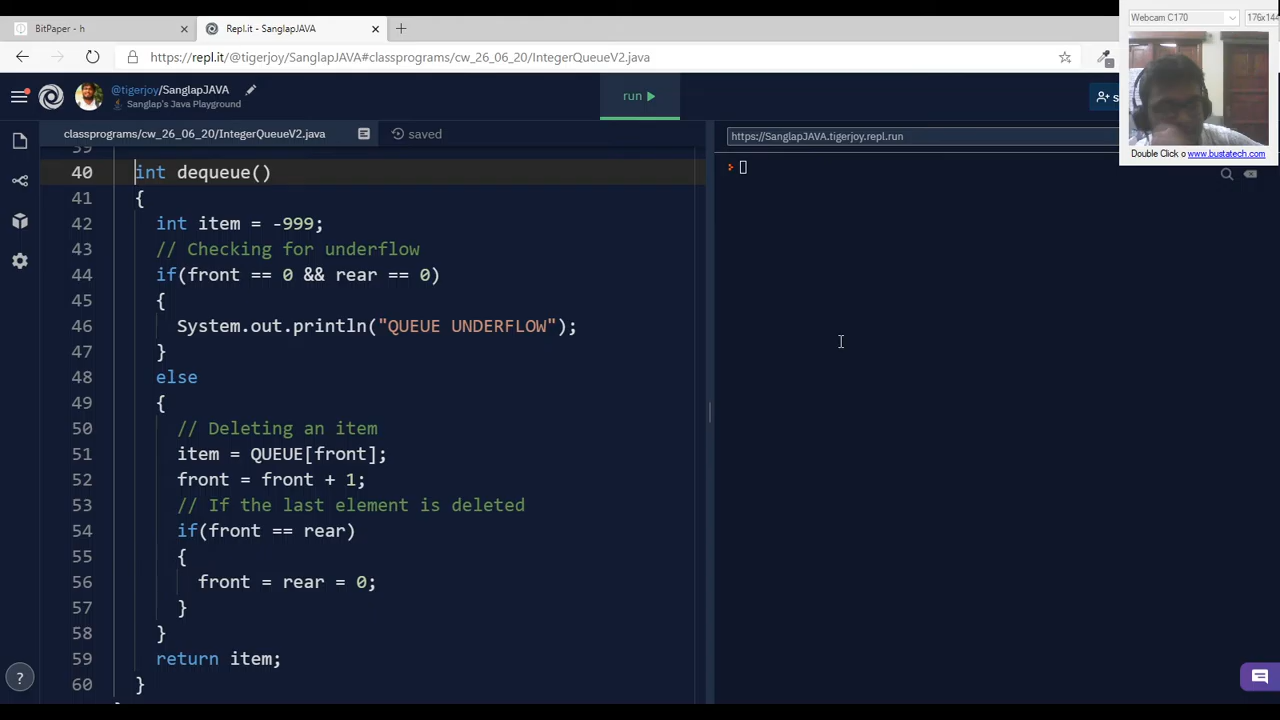 BitPaper - h
Repl.it - SanglapJAVA
Webcam C170
https://repl.it/@tigerjoy/SanglapJAVA#classprograms/cw_26_06_20/IntegerQueueV2.java
@tigerjoy/SanglapJAVA
Sanglap's Java Playground
run
Double Click o www.bustatech.com
classprograms/cw_26_06_20/IntegerQueueV2.java
saved
https://SanglapJAVA.tigerjoy.repl.run
39
40 int dequeue()
41 {
42 int item = -999;
43 // Checking for underflow
44 if(front == 0 && rear == 0)
45 {
46 System.out.println("QUEUE UNDERFLOW");
47 }
48 else
49 {
50 // Deleting an item
51 item = QUEUE[front];
52 front = front + 1;
53 // If the last element is deleted
54 if(front == rear)
55 {
56 front = rear = 0;
57 }
58 }
59 return item;
60 }